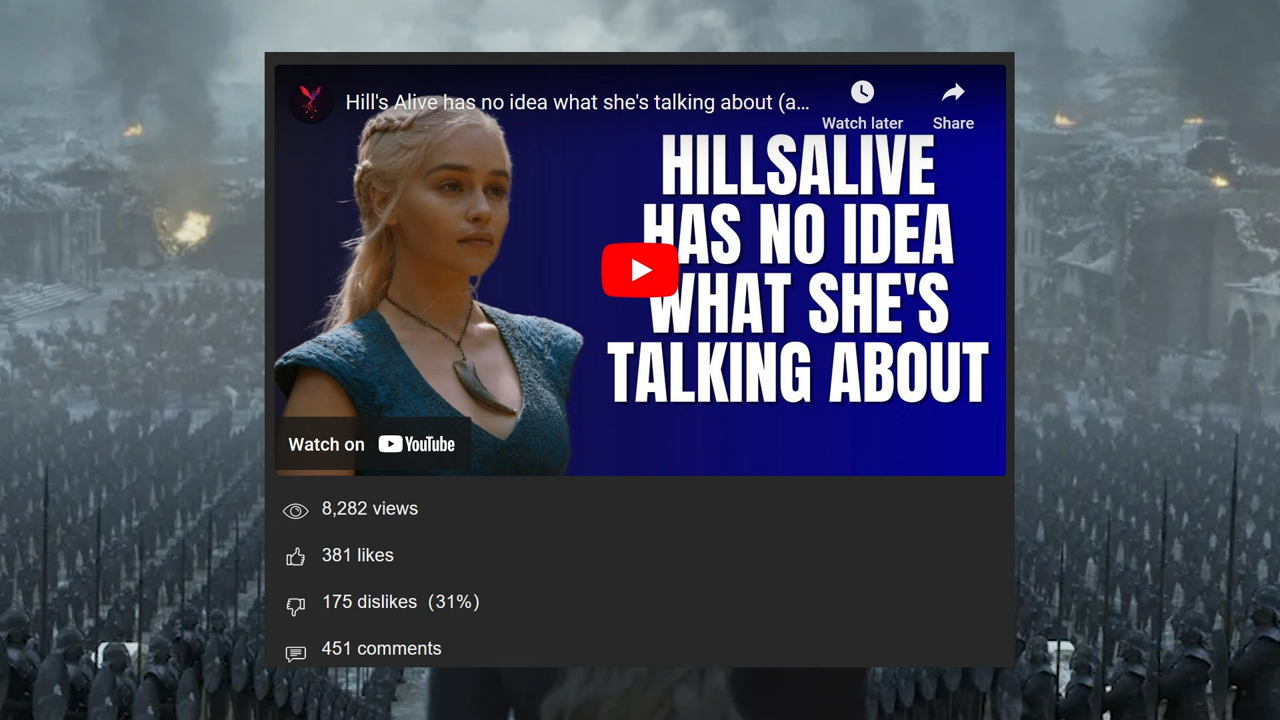 Hill's Alive has no idea what she's talking about (a...
Watch later
Share
HILLSALIVE
HAS NO IDEA
WHAT SHE'S
TALKING ABOUT
Watch on YouTube
8,282 views
381 likes
175 dislikes (31%)
451 comments